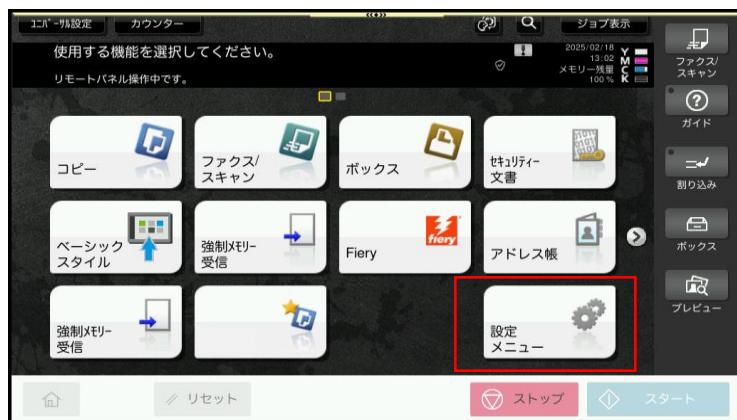 ﾕﾆﾊﾞｰｻﾙ設定
カウンター
ジョブ表示
使用する機能を選択してください。
リモートパネル操作中です。
2025/02/18
13:02
メモリー残量
100 %
Y
M
C
K
ファクス/
スキャン
ガイド
割り込み
ボックス
プレビュー
コピー
ファクス/
スキャン
ボックス
ｾｷｭﾘﾃｨｰ
文書
ベーシック
スタイル
強制ﾒﾓﾘｰ
受信
Fiery
fiery
アドレス帳
強制ﾒﾓﾘｰ
受信
設定
メニュー
リセット
ストップ
スタート